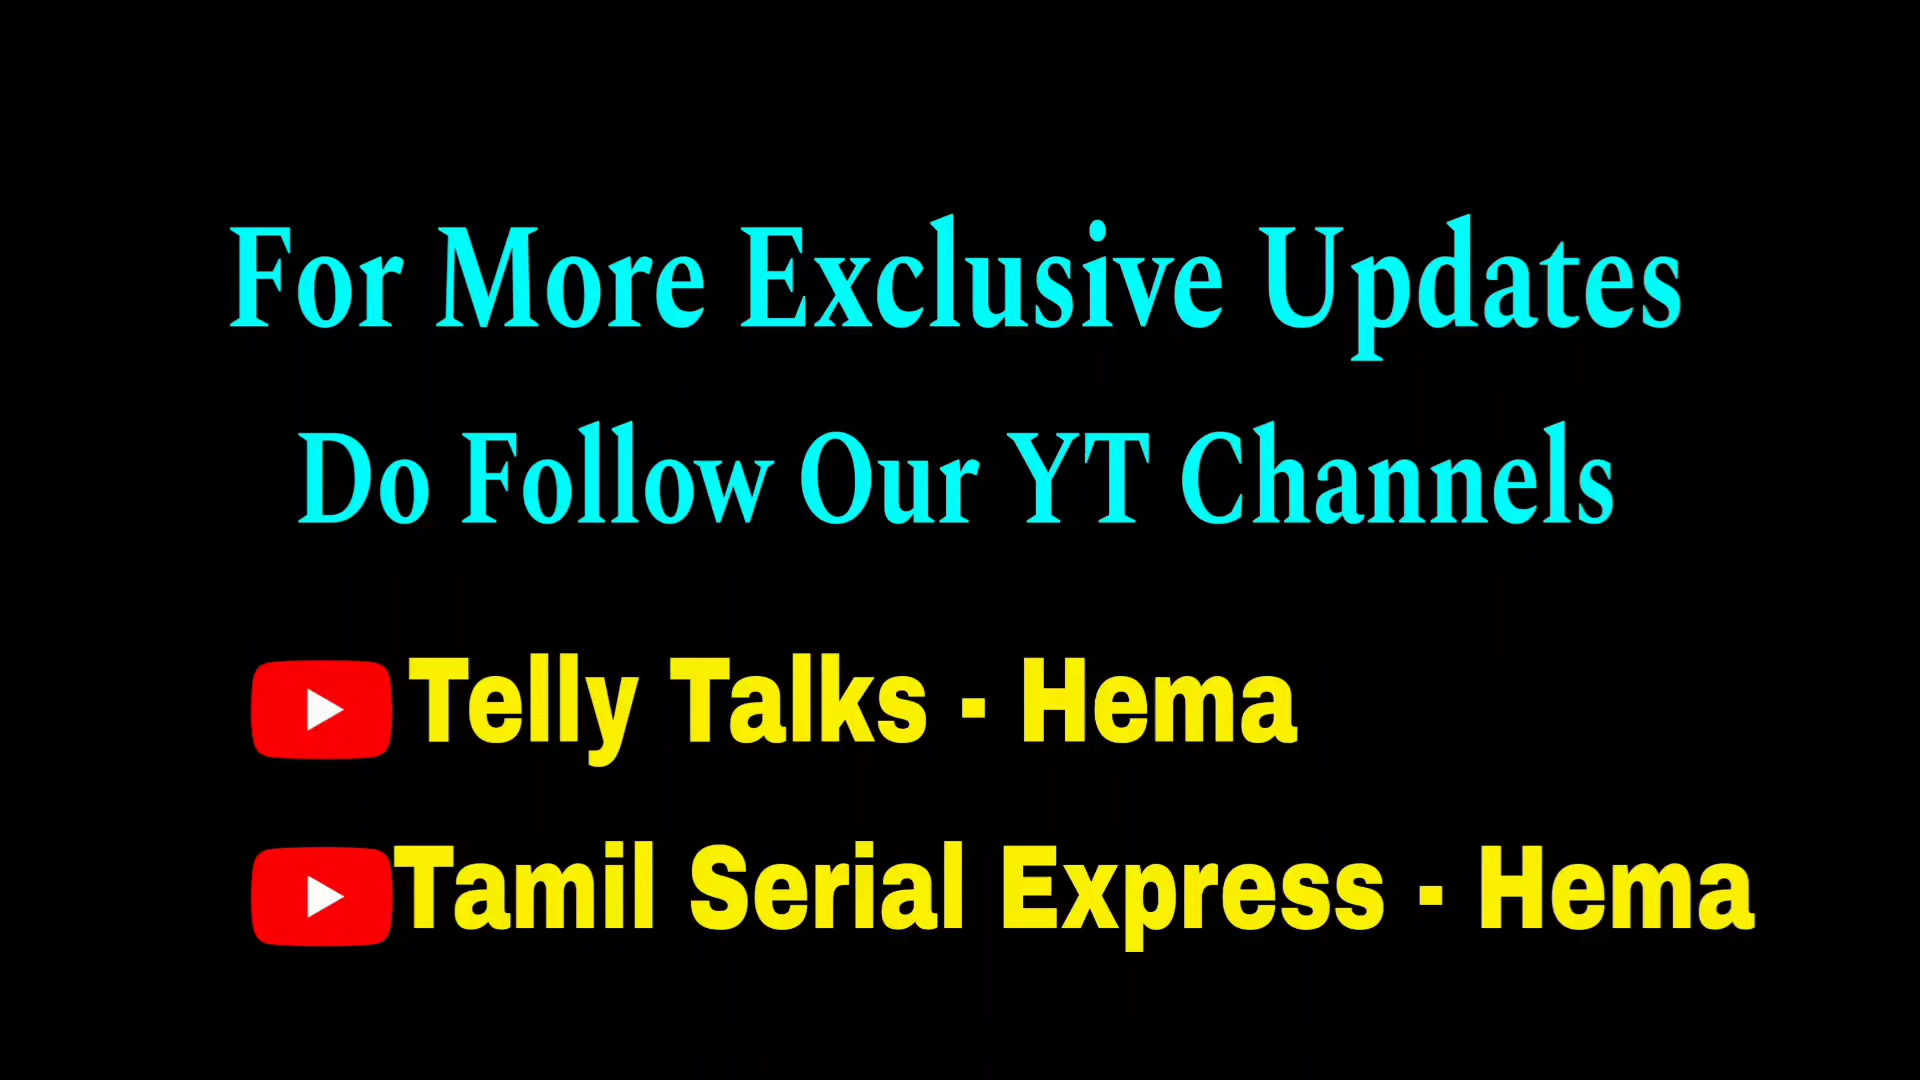 For More Exclusive Updates
Do Follow Our YT Channels
Telly Talks - Hema
Tamil Serial Express - Hema